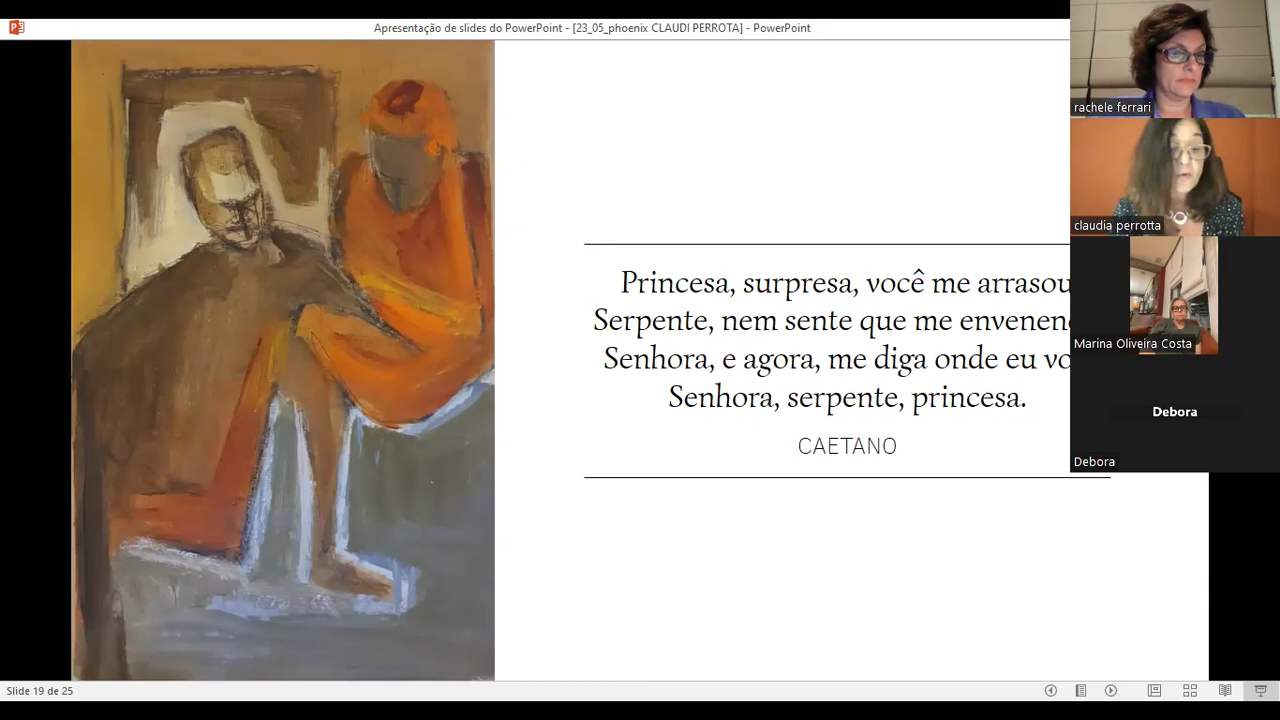 Apresentação de slides do PowerPoint - [23_05_phoenix CLAUDI PERROTA] - PowerPoint
rachele ferrari
claudia perrotta
Princesa, surpresa, você me arrasou
Serpente, nem sente que me
Senhora, e agora, me diga onde eu
Senhora, serpente, princesa.
CAETANO
Marina Oliveira Costa
Debora
Debora
Slide 19 de 25